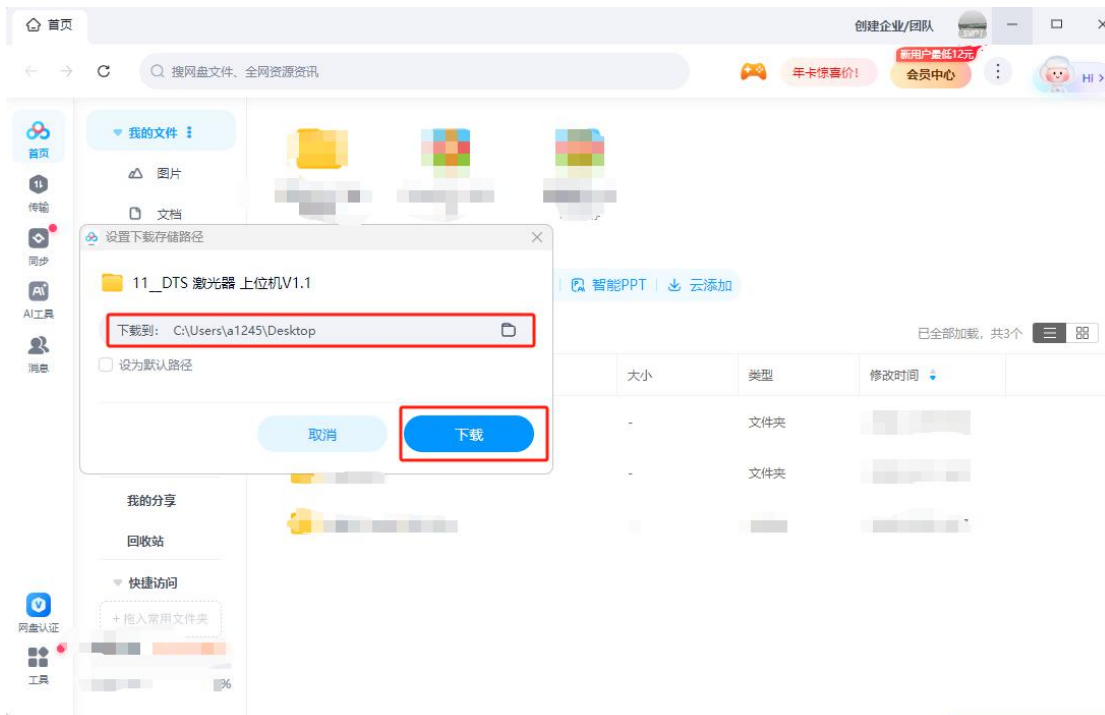 首页
创建企业/团队
搜网盘文件、全网资源资讯
年卡惊喜价!
新用户最低12元
会员中心
HI >
首页
传输
同步
AI工具
消息
网盘认证
工具
我的文件
图片
文档
设置下载存储路径
11__DTS 激光器 上位机V1.1
下载到: C:\Users\a1245\Desktop
设为默认路径
取消
下载
智能PPT
云添加
已全部加载，共3个
大小
类型
修改时间
- 文件夹
- 文件夹
我的分享
回收站
快捷访问
+ 拖入常用文件夹
%